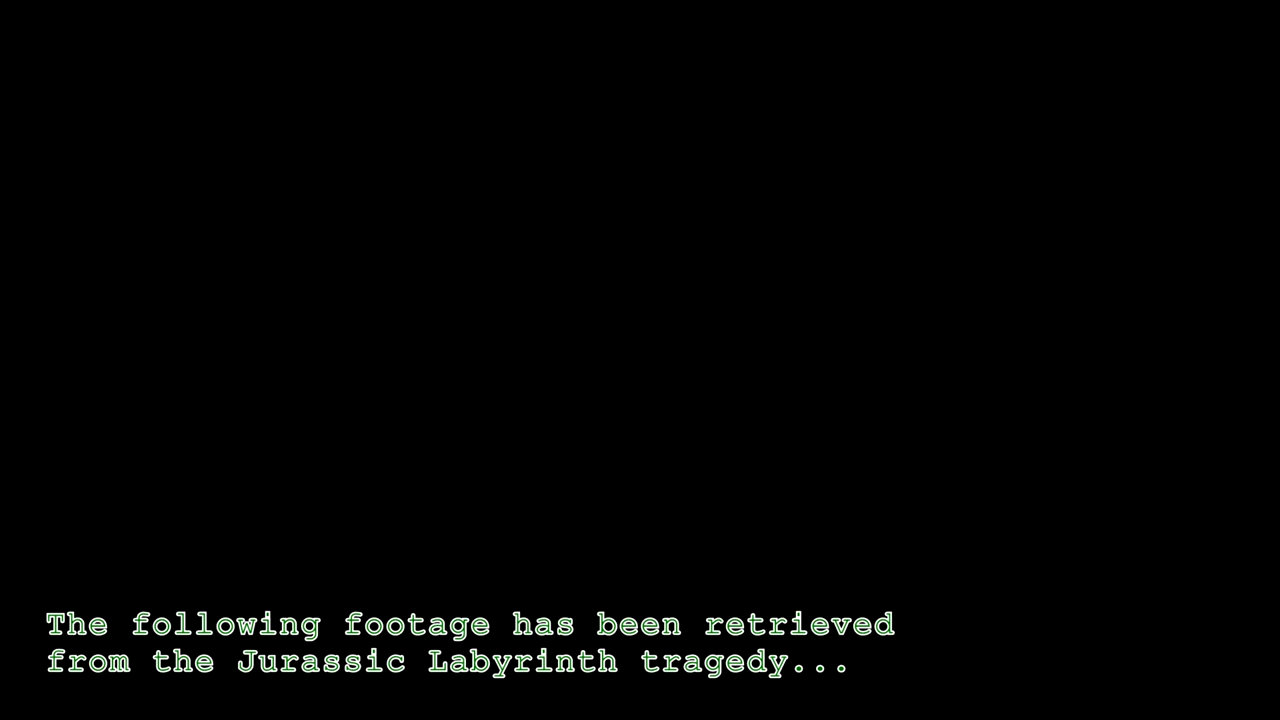 The following footage has been retrieved
from the Jurassic Labyrinth tragedy...